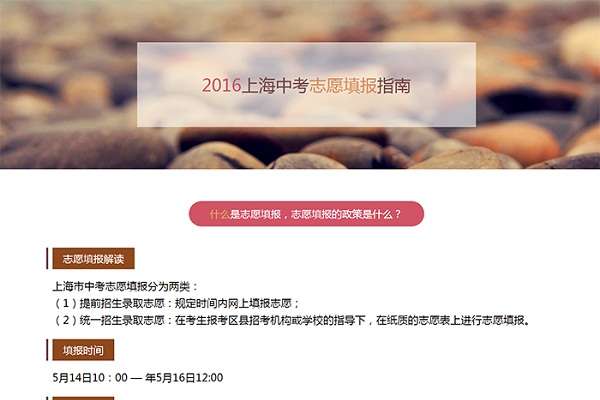 2016上海中考志愿填报指南
什么是志愿填报，志愿填报的政策是什么？
志愿填报解读
上海市中考志愿填报分为两类：
（1）提前招生录取志愿：规定时间内网上填报志愿；
（2）统一招生录取志愿：在考生报考区县招考机构或学校的指导下，在纸质的志愿表上进行志愿填报。
填报时间
5月14日10：00 — 年5月16日12:00